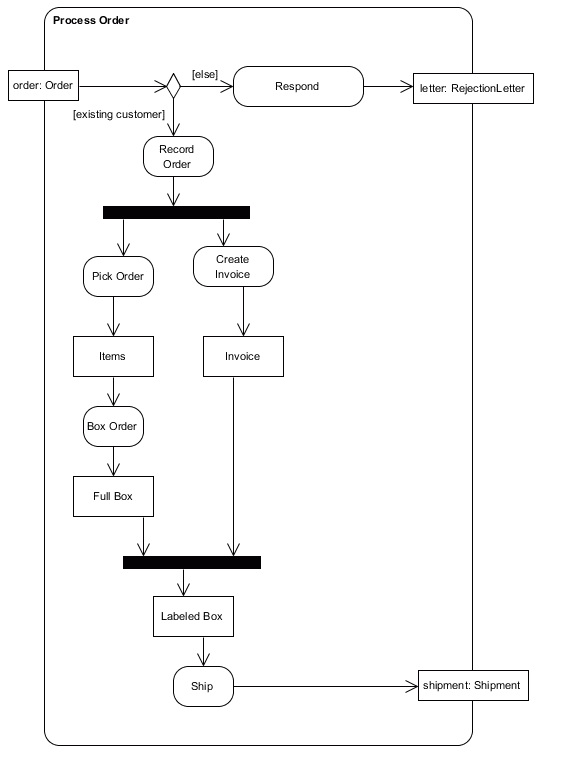 Process Order
order: Order
[else]
Respond
letter: RejectionLetter
[existing customer]
Record
Order
Pick Order
Create
Invoice
Items
Invoice
Box Order
Full Box
Labeled Box
Ship
shipment: Shipment